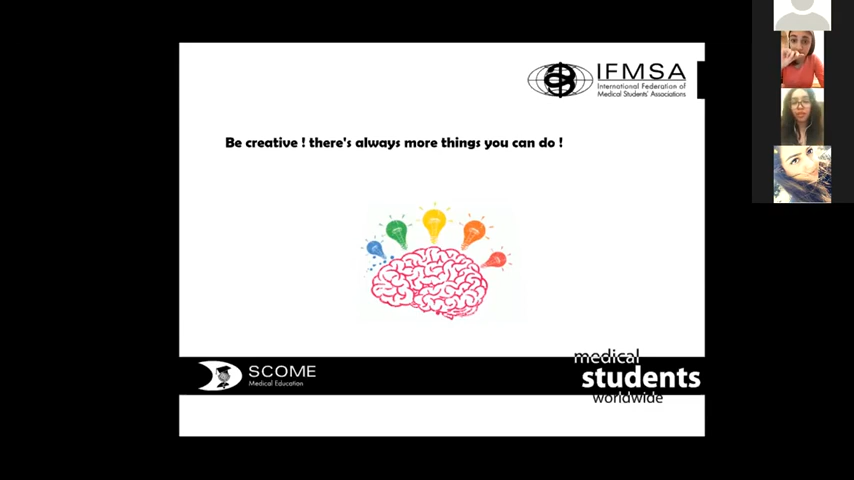 IFMSA
International Federation of
Medical Students' Associations
Be creative ! there's always more things you can do !
SCOME
Medical Education
medical
students
worldwide